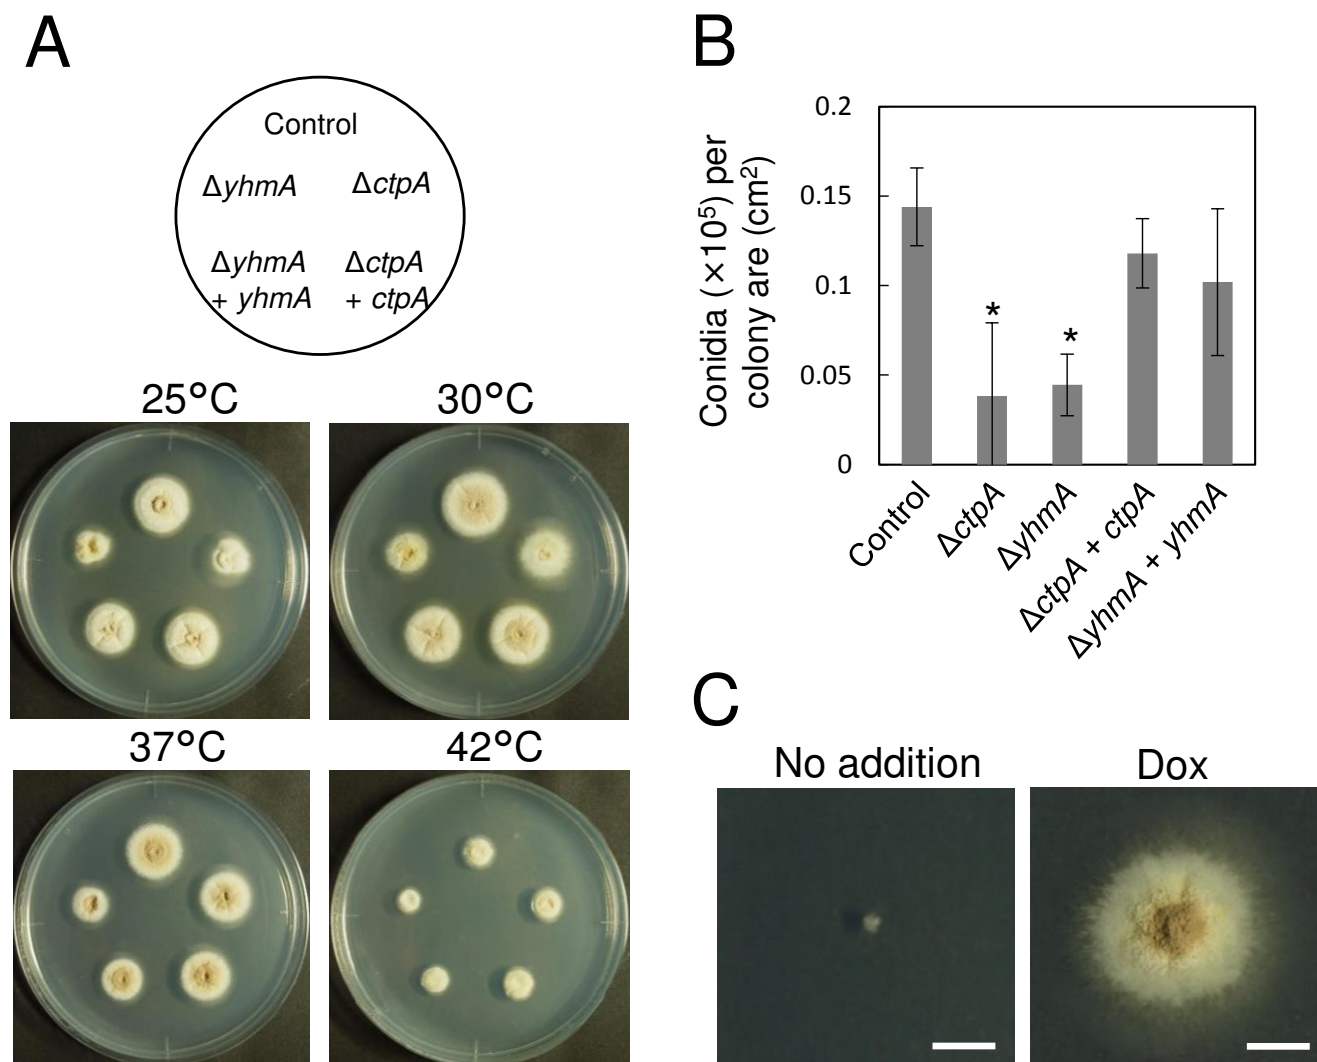 A
Control
ΔyhmA ΔctpA
ΔyhmA ΔctpA
+ yhmA + ctpA
25°C 30°C
37°C 42°C
B
Conidia (×10⁵) per
colony are (cm²)
0.2
0.15
0.1
0.05
0
* *
Control
ΔctpA
ΔyhmA
ΔctpA + ctpA
ΔyhmA + yhmA
C
No addition Dox